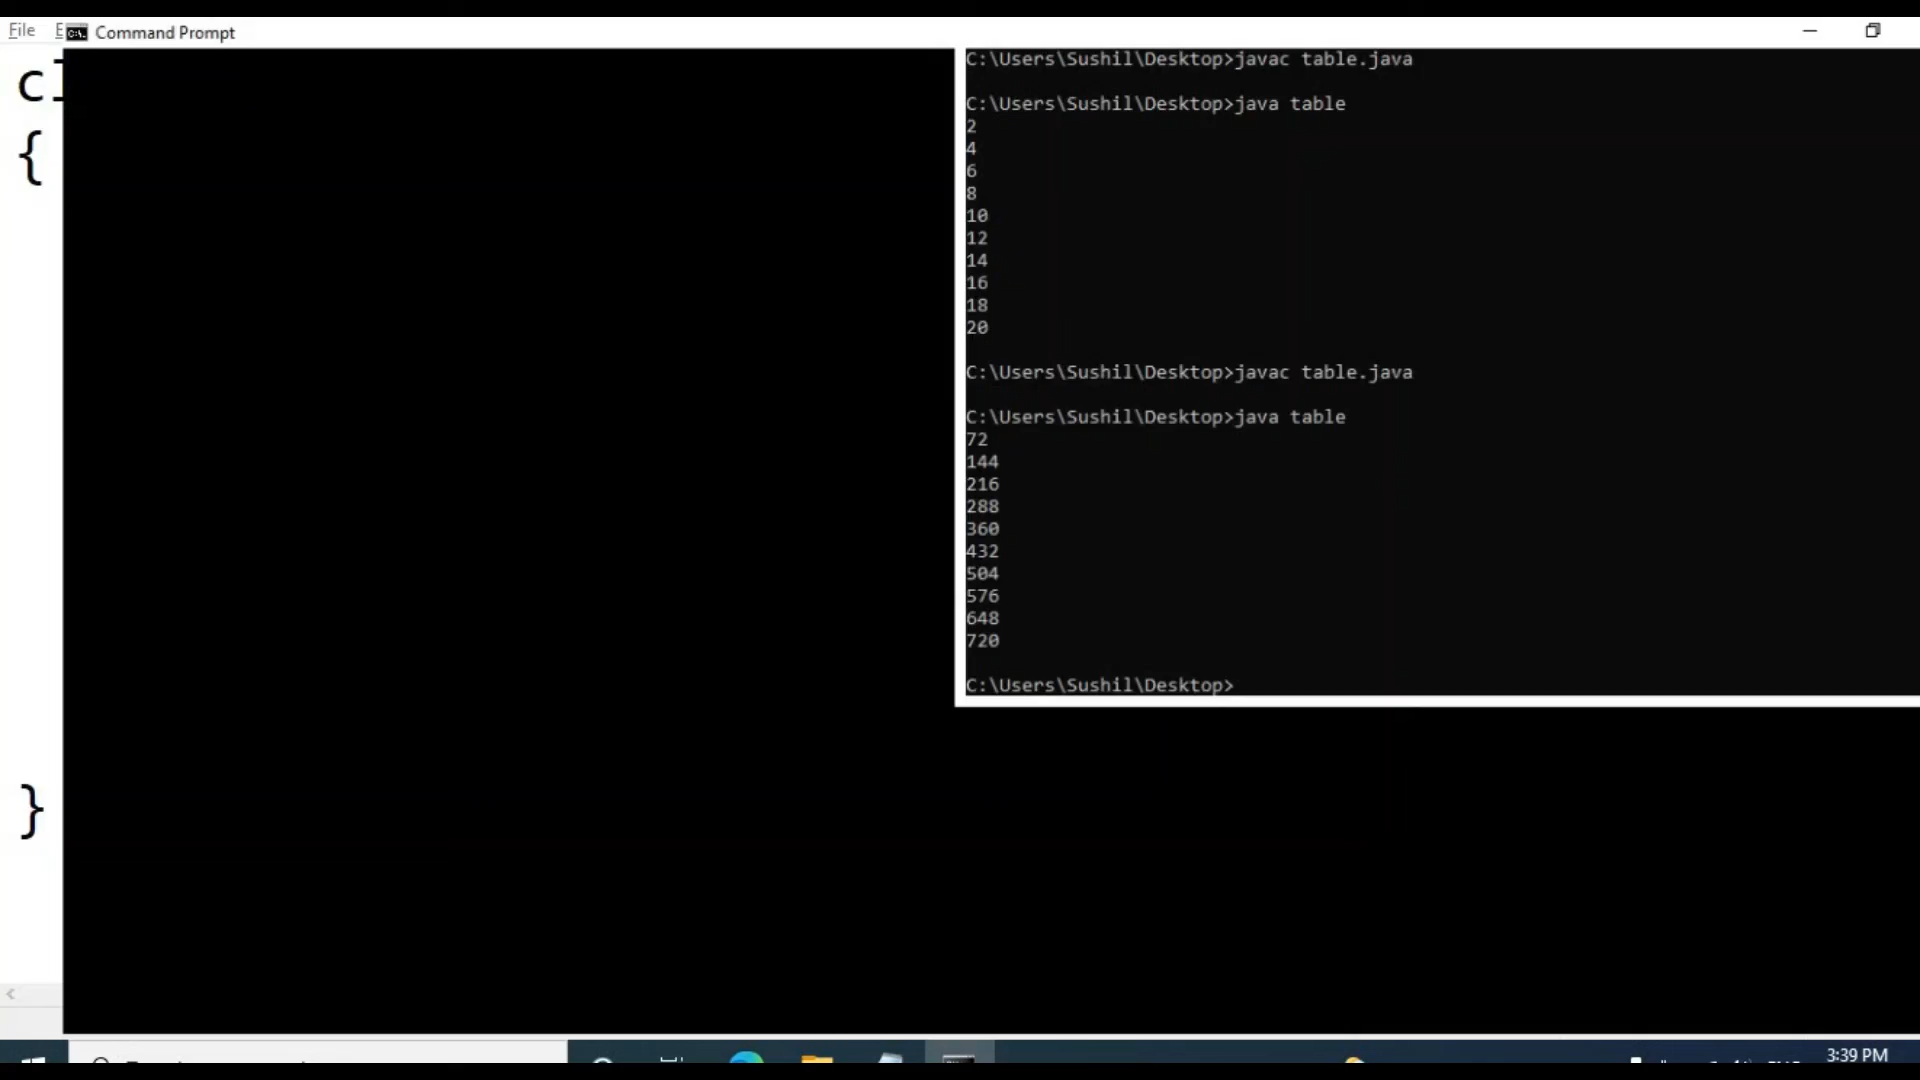 File
Command Prompt
{
}
C:\Users\Sushil\Desktop>javac table.java
C:\Users\Sushil\Desktop>java table
2
4
6
8
10
12
14
16
18
20
C:\Users\Sushil\Desktop>javac table.java
C:\Users\Sushil\Desktop>java table
72
144
216
288
360
432
504
576
648
720
C:\Users\Sushil\Desktop>
3:39 PM